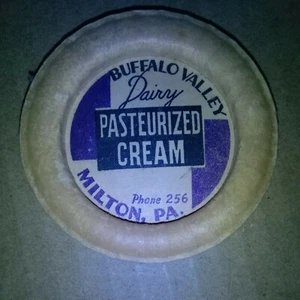 BUFFALO VALLEY
Dairy
PASTEURIZED
CREAM
Phone 256
MILTON, PA.